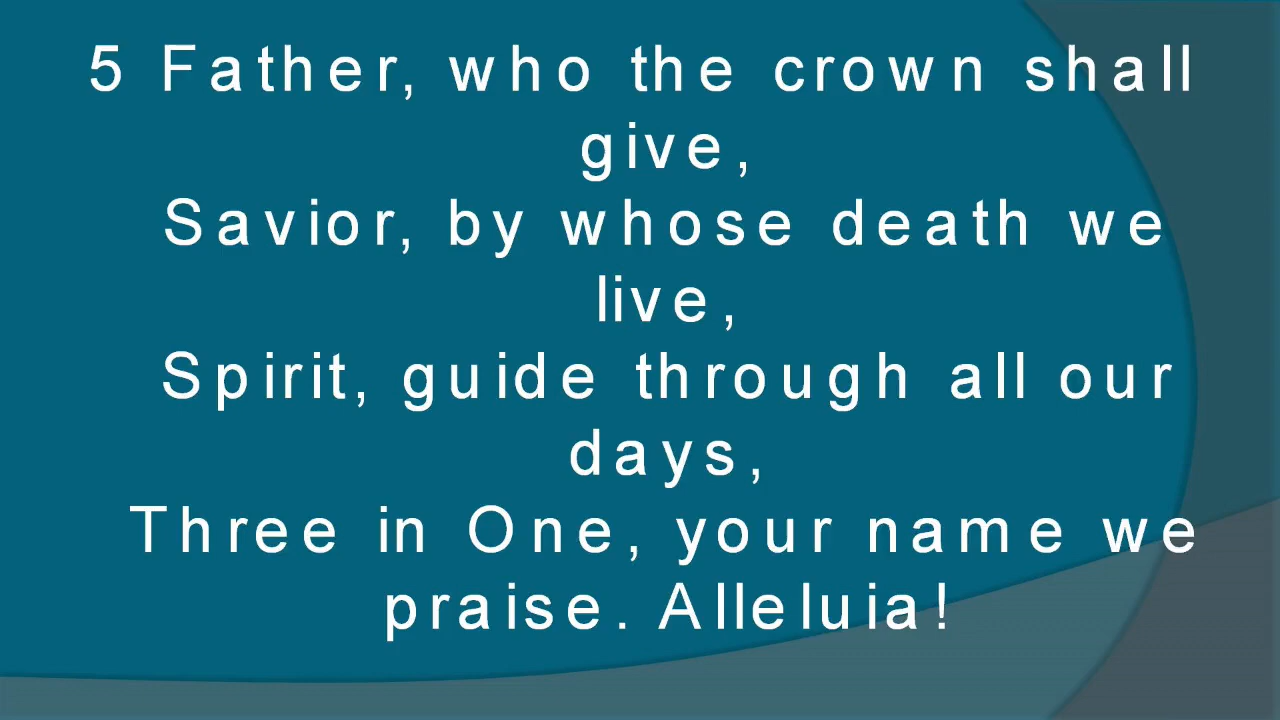 5 Father, who the crown shall
give,
Savior, by whose death we
live,
Spirit, guide through all our
days,
Three in One, your name we
praise. Alleluia!